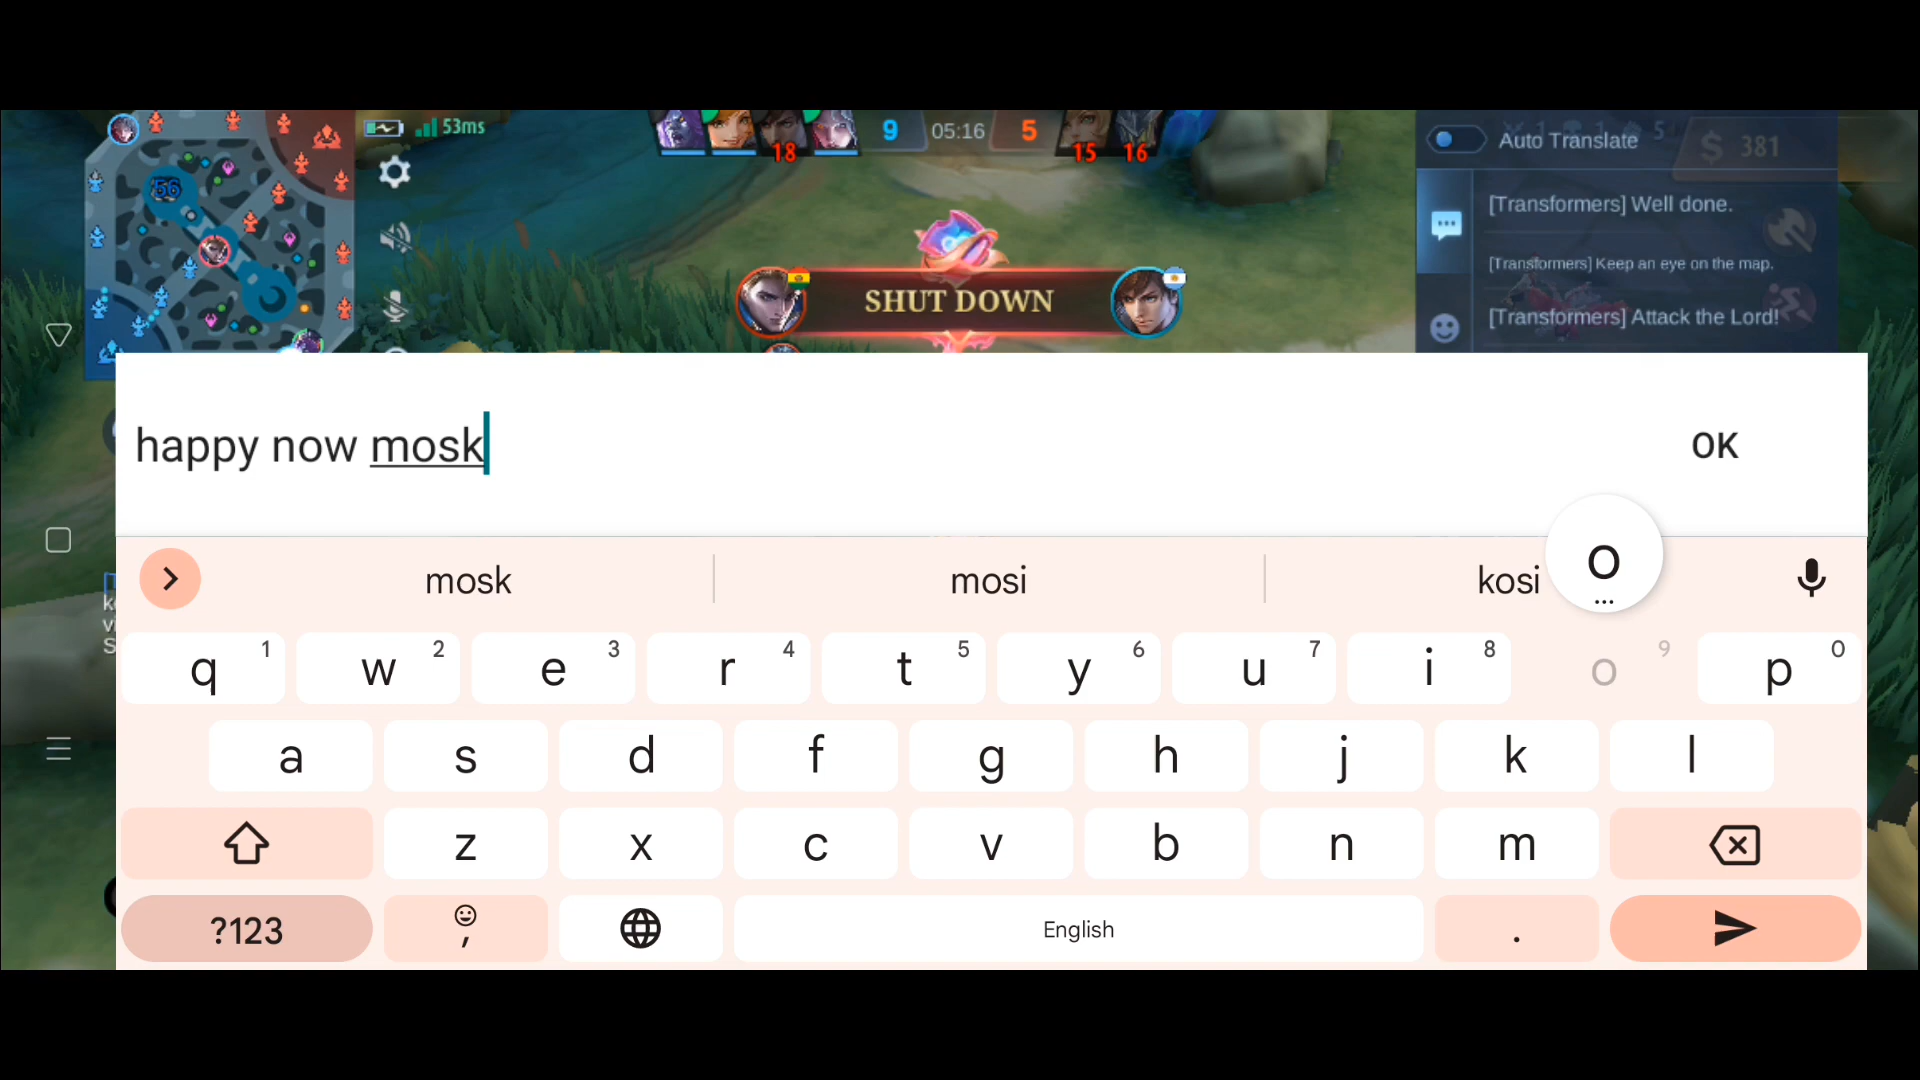 53ms
9 05:16 5
18 15 16
56
5
Auto Translate
381
[Transformers] Well done.
[Transformers] Keep an eye on the map.
[Transformers] Attack the Lord!
SHUT DOWN
happy now mosk
OK
mosk mosi kosi
o
...
q 1 w 2 e 3 r 4 t 5 y 6 u 7 i 8 o 9 p 0
a s d f g h j k l
z x c v b n m
?123 , English .